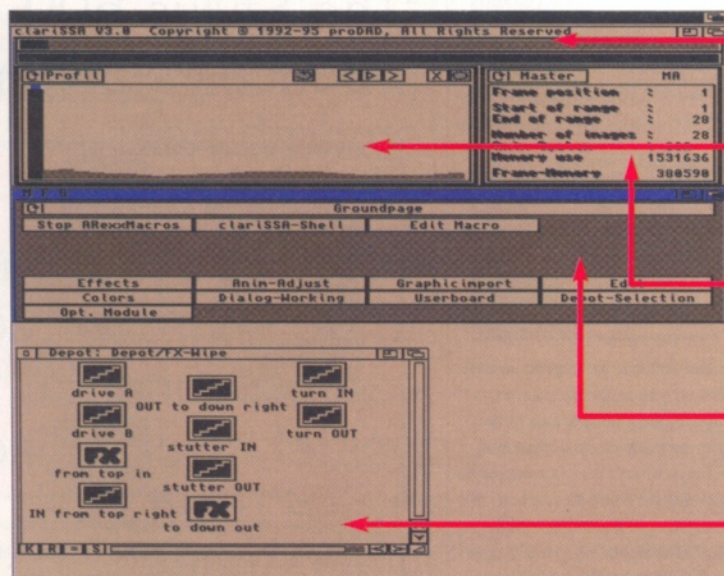 clariSSA V3.0 Copyright © 1992-95 proDAD, All Rights Reserved
Profil
Master MA
Frame position : 1
Start of range : 1
End of range : 28
Number of images : 28
Memory use 1531636
Frame-Memory 380590
M F S
Groundpage
Stop ARexxMacros clariSSA-Shell Edit Macro
Effects Anim-Adjust Graphicimport
Colors Dialog-Working Userboard Depot-Selection
Opt. Module
Depot: Depot/FX-Wipe
drive A turn IN
OUT to down right
drive B turn OUT
stutter IN
FX
from top in
stutter OUT
IN from top right FX
to down out
K R = S